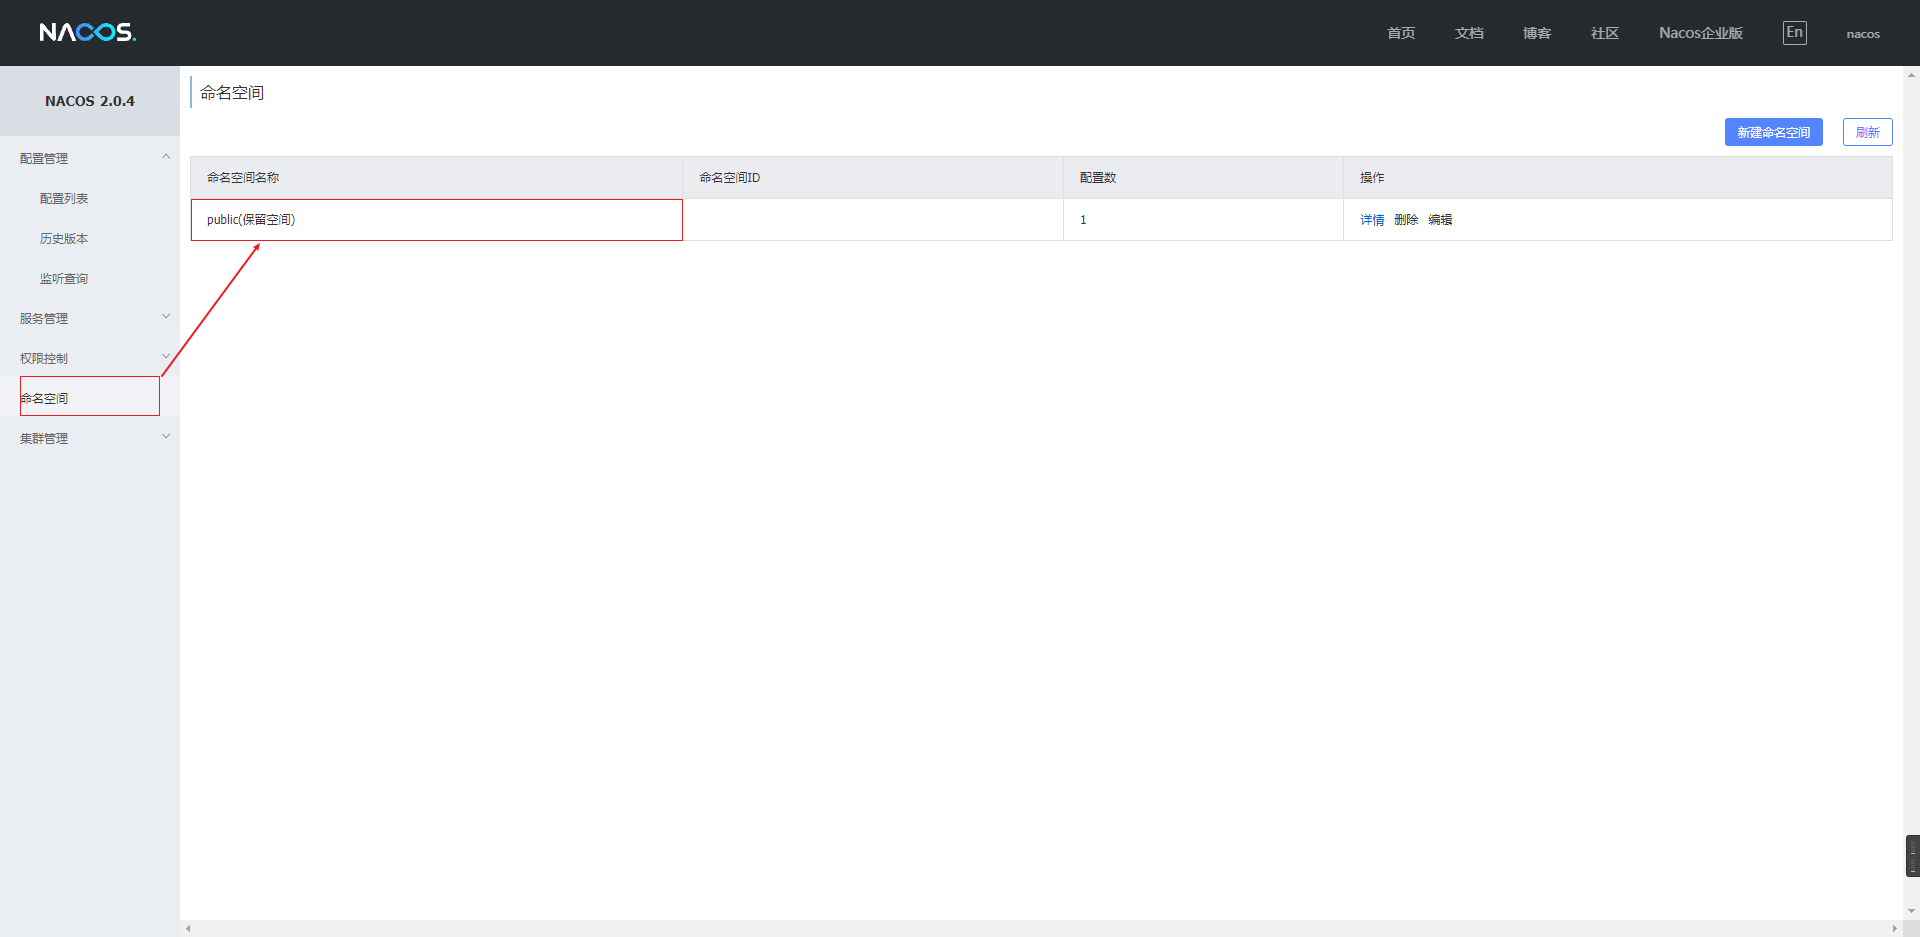 NACOS.
首页 文档 博客 社区 Nacos企业版 En nacos
NACOS 2.0.4
配置管理
配置列表
历史版本
监听查询
服务管理
权限控制
命名空间
集群管理
命名空间
新建命名空间 刷新
命名空间名称 命名空间ID 配置数 操作
public(保留空间) 1 详情 删除 编辑